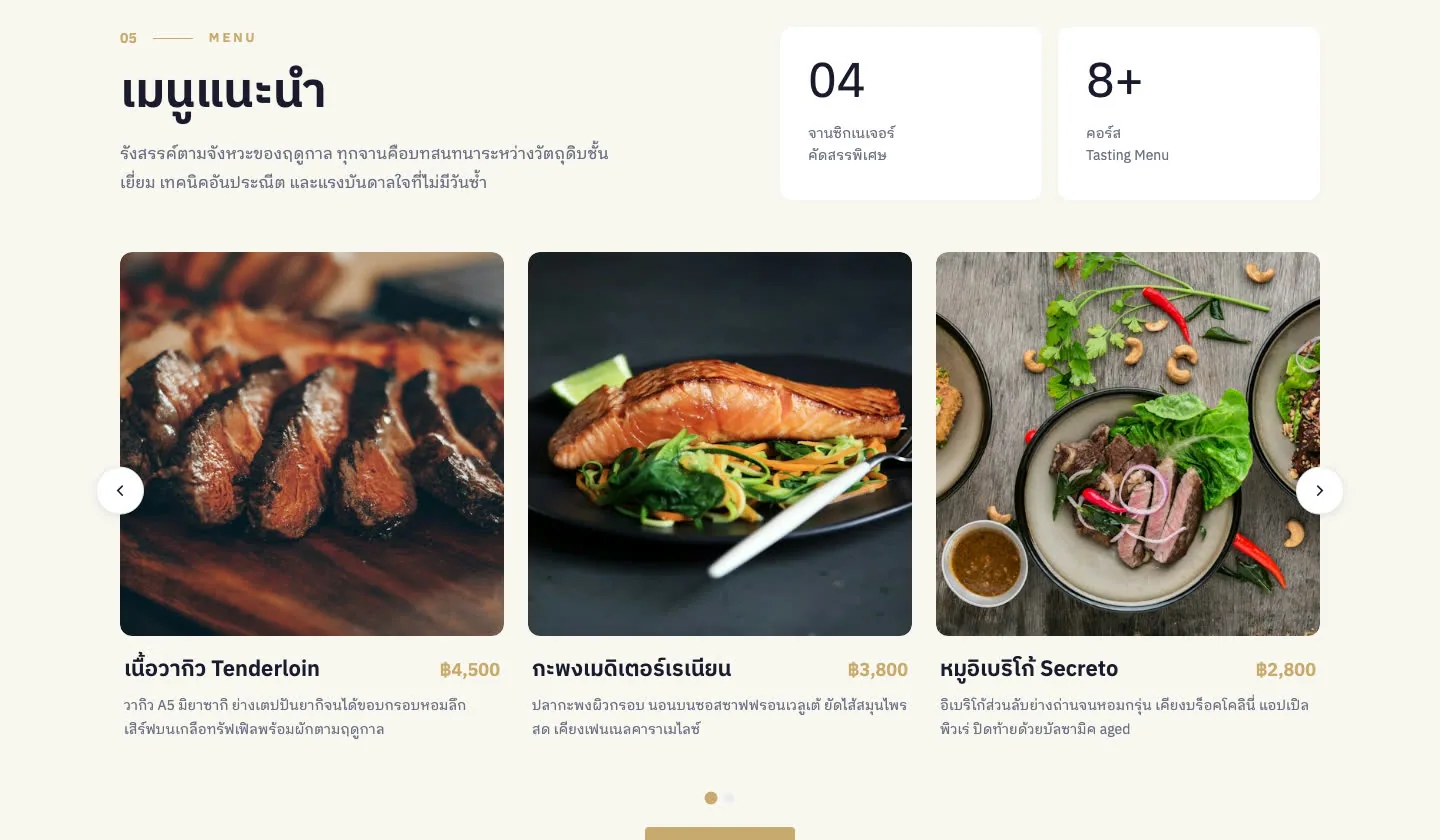 05 MENU
เมนูแนะนำ
รังสรรค์ตามจังหวะของฤดูกาล ทุกจานคือบทสนทนาระหว่างวัตถุดิบชั้น
เยี่ยม เทคนิคอันประณีต และแรงบันดาลใจที่ไม่มีวันซ้ำ
04
จานซิกเนเจอร์
คัดสรรพิเศษ
8+
คอร์ส
Tasting Menu
เนื้อวากิว Tenderloin ฿4,500
วากิว A5 มิยาซากิ ย่างเตปปันยากิจนได้ขอบกรอบหอมลึก
เสิร์ฟบนเกลือทรัฟเฟิลพร้อมผักตามฤดูกาล
กะพงเมดิเตอร์เรเนียน ฿3,800
ปลากะพงผิวกรอบ นอนบนซอสซาฟฟรอนเวลูเต้ ยัดไส้สมุนไพร
สด เคียงเฟนเนลคาราเมไลซ์
หมูอิเบริโก้ Secreto ฿2,800
อิเบริโก้ส่วนลับย่างถ่านจนหอมกรุ่น เคียงบร็อคโคลินี่ แอปเปิล
พิวเร่ ปิดท้ายด้วยบัลซามิค aged